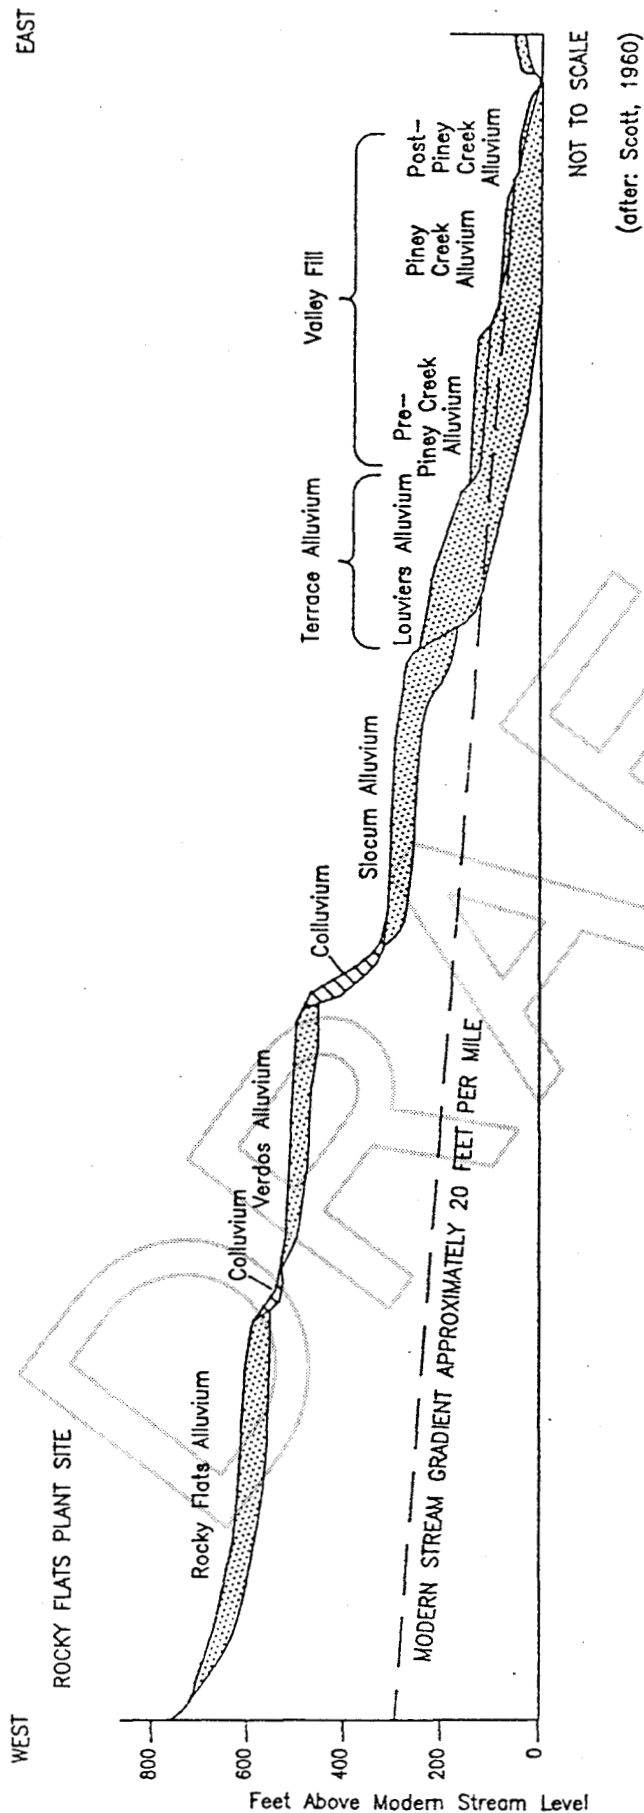 WEST
EAST
ROCKY FLATS PLANT SITE
Rocky Flats Alluvium
Colluvium
Verdos Alluvium
Colluvium
Slocum Alluvium
Terrace Alluvium
Louviers Alluvium
Valley Fill
Pre-
Piney Creek
Alluvium
Piney
Creek
Alluvium
Post-
Piney
Creek
Alluvium
MODERN STREAM GRADIENT APPROXIMATELY 20 FEET PER MILE
800
600
400
200
0
Feet Above Modern Stream Level
NOT TO SCALE
(after: Scott, 1960)
DRAFT